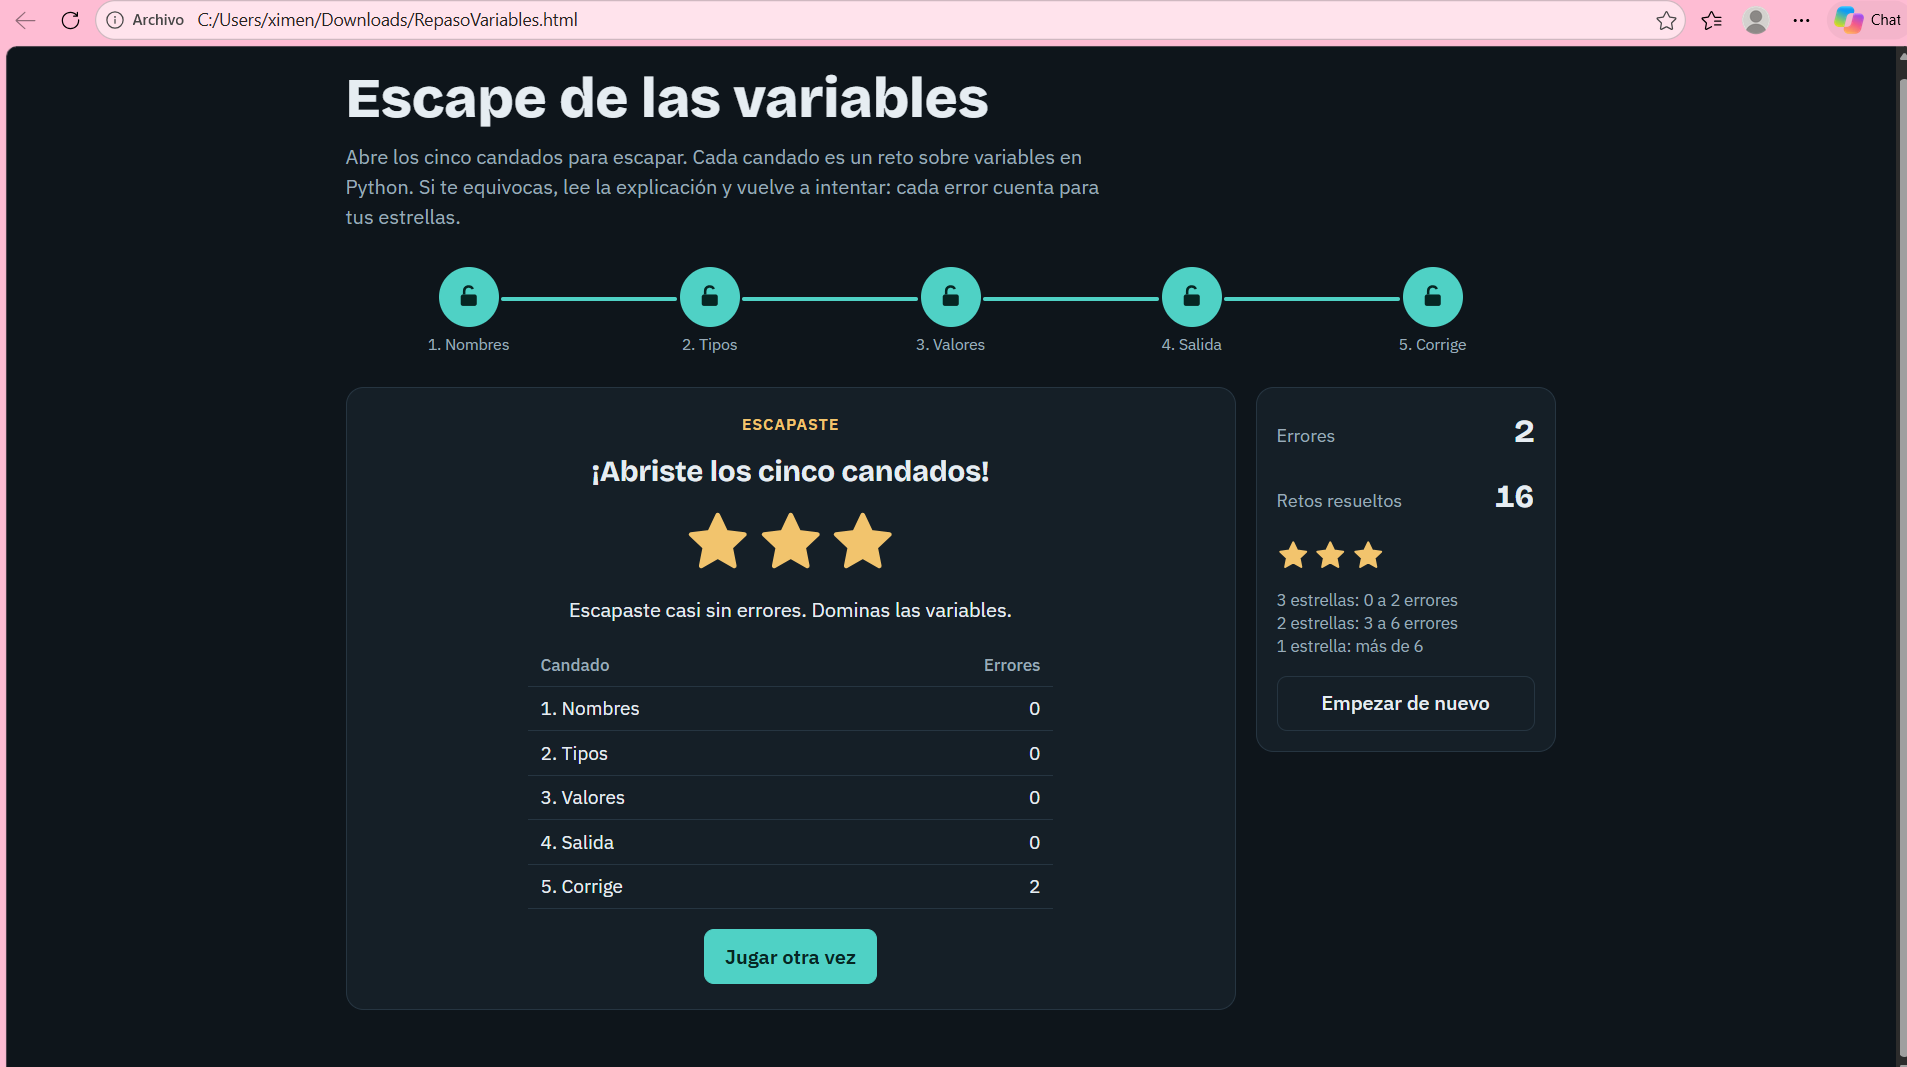 Archivo C:/Users/ximen/Downloads/RepasoVariables.html
Chat
Escape de las variables
Abre los cinco candados para escapar. Cada candado es un reto sobre variables en
Python. Si te equivocas, lee la explicación y vuelve a intentar: cada error cuenta para
tus estrellas.
1. Nombres
2. Tipos
3. Valores
4. Salida
5. Corrige
ESCAPASTE
¡Abriste los cinco candados!
Escapaste casi sin errores. Dominas las variables.
Candado Errores
1. Nombres 0
2. Tipos 0
3. Valores 0
4. Salida 0
5. Corrige 2
Jugar otra vez
Errores 2
Retos resueltos 16
3 estrellas: 0 a 2 errores
2 estrellas: 3 a 6 errores
1 estrella: más de 6
Empezar de nuevo